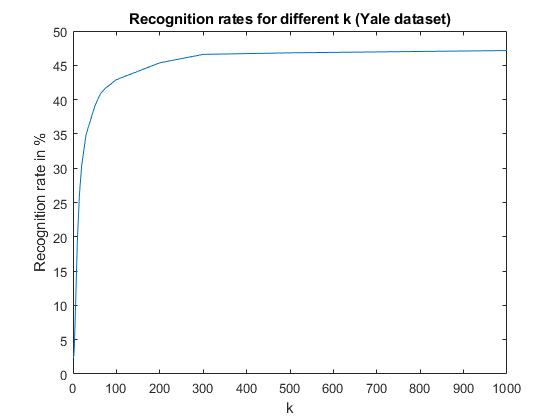 Recognition rates for different k (Yale dataset)
50
45
40
35
30
25
20
15
10
5
0
Recognition rate in %
0 100 200 300 400 500 600 700 800 900 1000
k